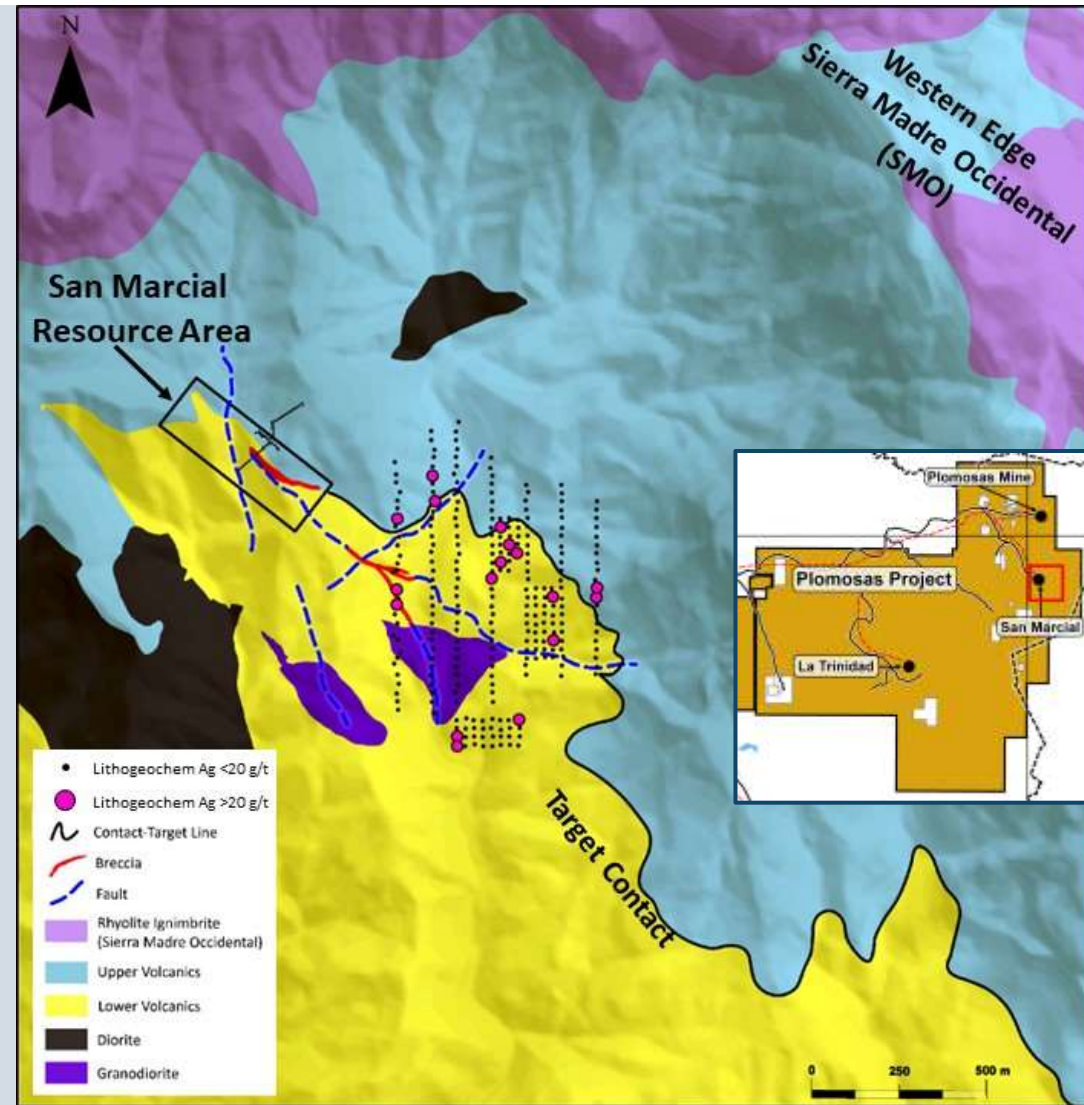 N
Western Edge
Sierra Madre Occidental
(SMO)
San Marcial
Resource Area
Plomosas Mine
Plomosas Project
San Marcial
La Trinidad
Target Contact
Lithogeochem Ag <20 g/t
Lithogeochem Ag >20 g/t
Contact-Target Line
Breccia
Fault
Rhyolite Ignimbrite
(Sierra Madre Occidental)
Upper Volcanics
Lower Volcanics
Diorite
Granodiorite
0 250 500 m